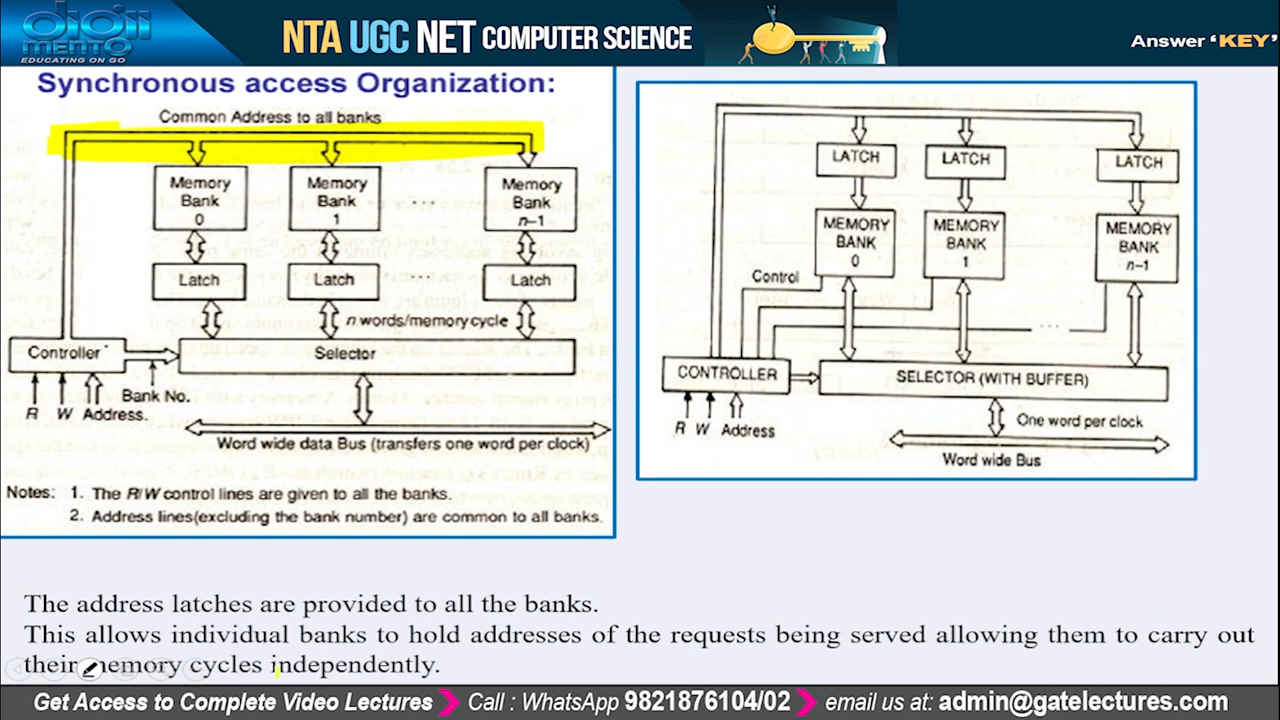 didii
MENTO
EDUCATING ON GO
NTA UGC NET COMPUTER SCIENCE
Answer ‘KEY’
Synchronous access Organization:
Common Address to all banks
Memory Bank 0
Memory Bank 1
....
Memory Bank n–1
Latch
Latch
Latch
n words/memory cycle
Controller
Selector
Bank No.
R W Address.
Word wide data Bus (transfers one word per clock)
Notes: 1. The R/W control lines are given to all the banks.
2. Address lines(excluding the bank number) are common to all banks.
LATCH
LATCH
LATCH
MEMORY BANK 0
MEMORY BANK 1
MEMORY BANK n–1
Control
....
CONTROLLER
SELECTOR (WITH BUFFER)
R W Address
One word per clock
Word wide Bus
The address latches are provided to all the banks.
This allows individual banks to hold addresses of the requests being served allowing them to carry out
their memory cycles independently.
Get Access to Complete Video Lectures
Call : WhatsApp 9821876104/02
email us at: admin@gatelectures.com